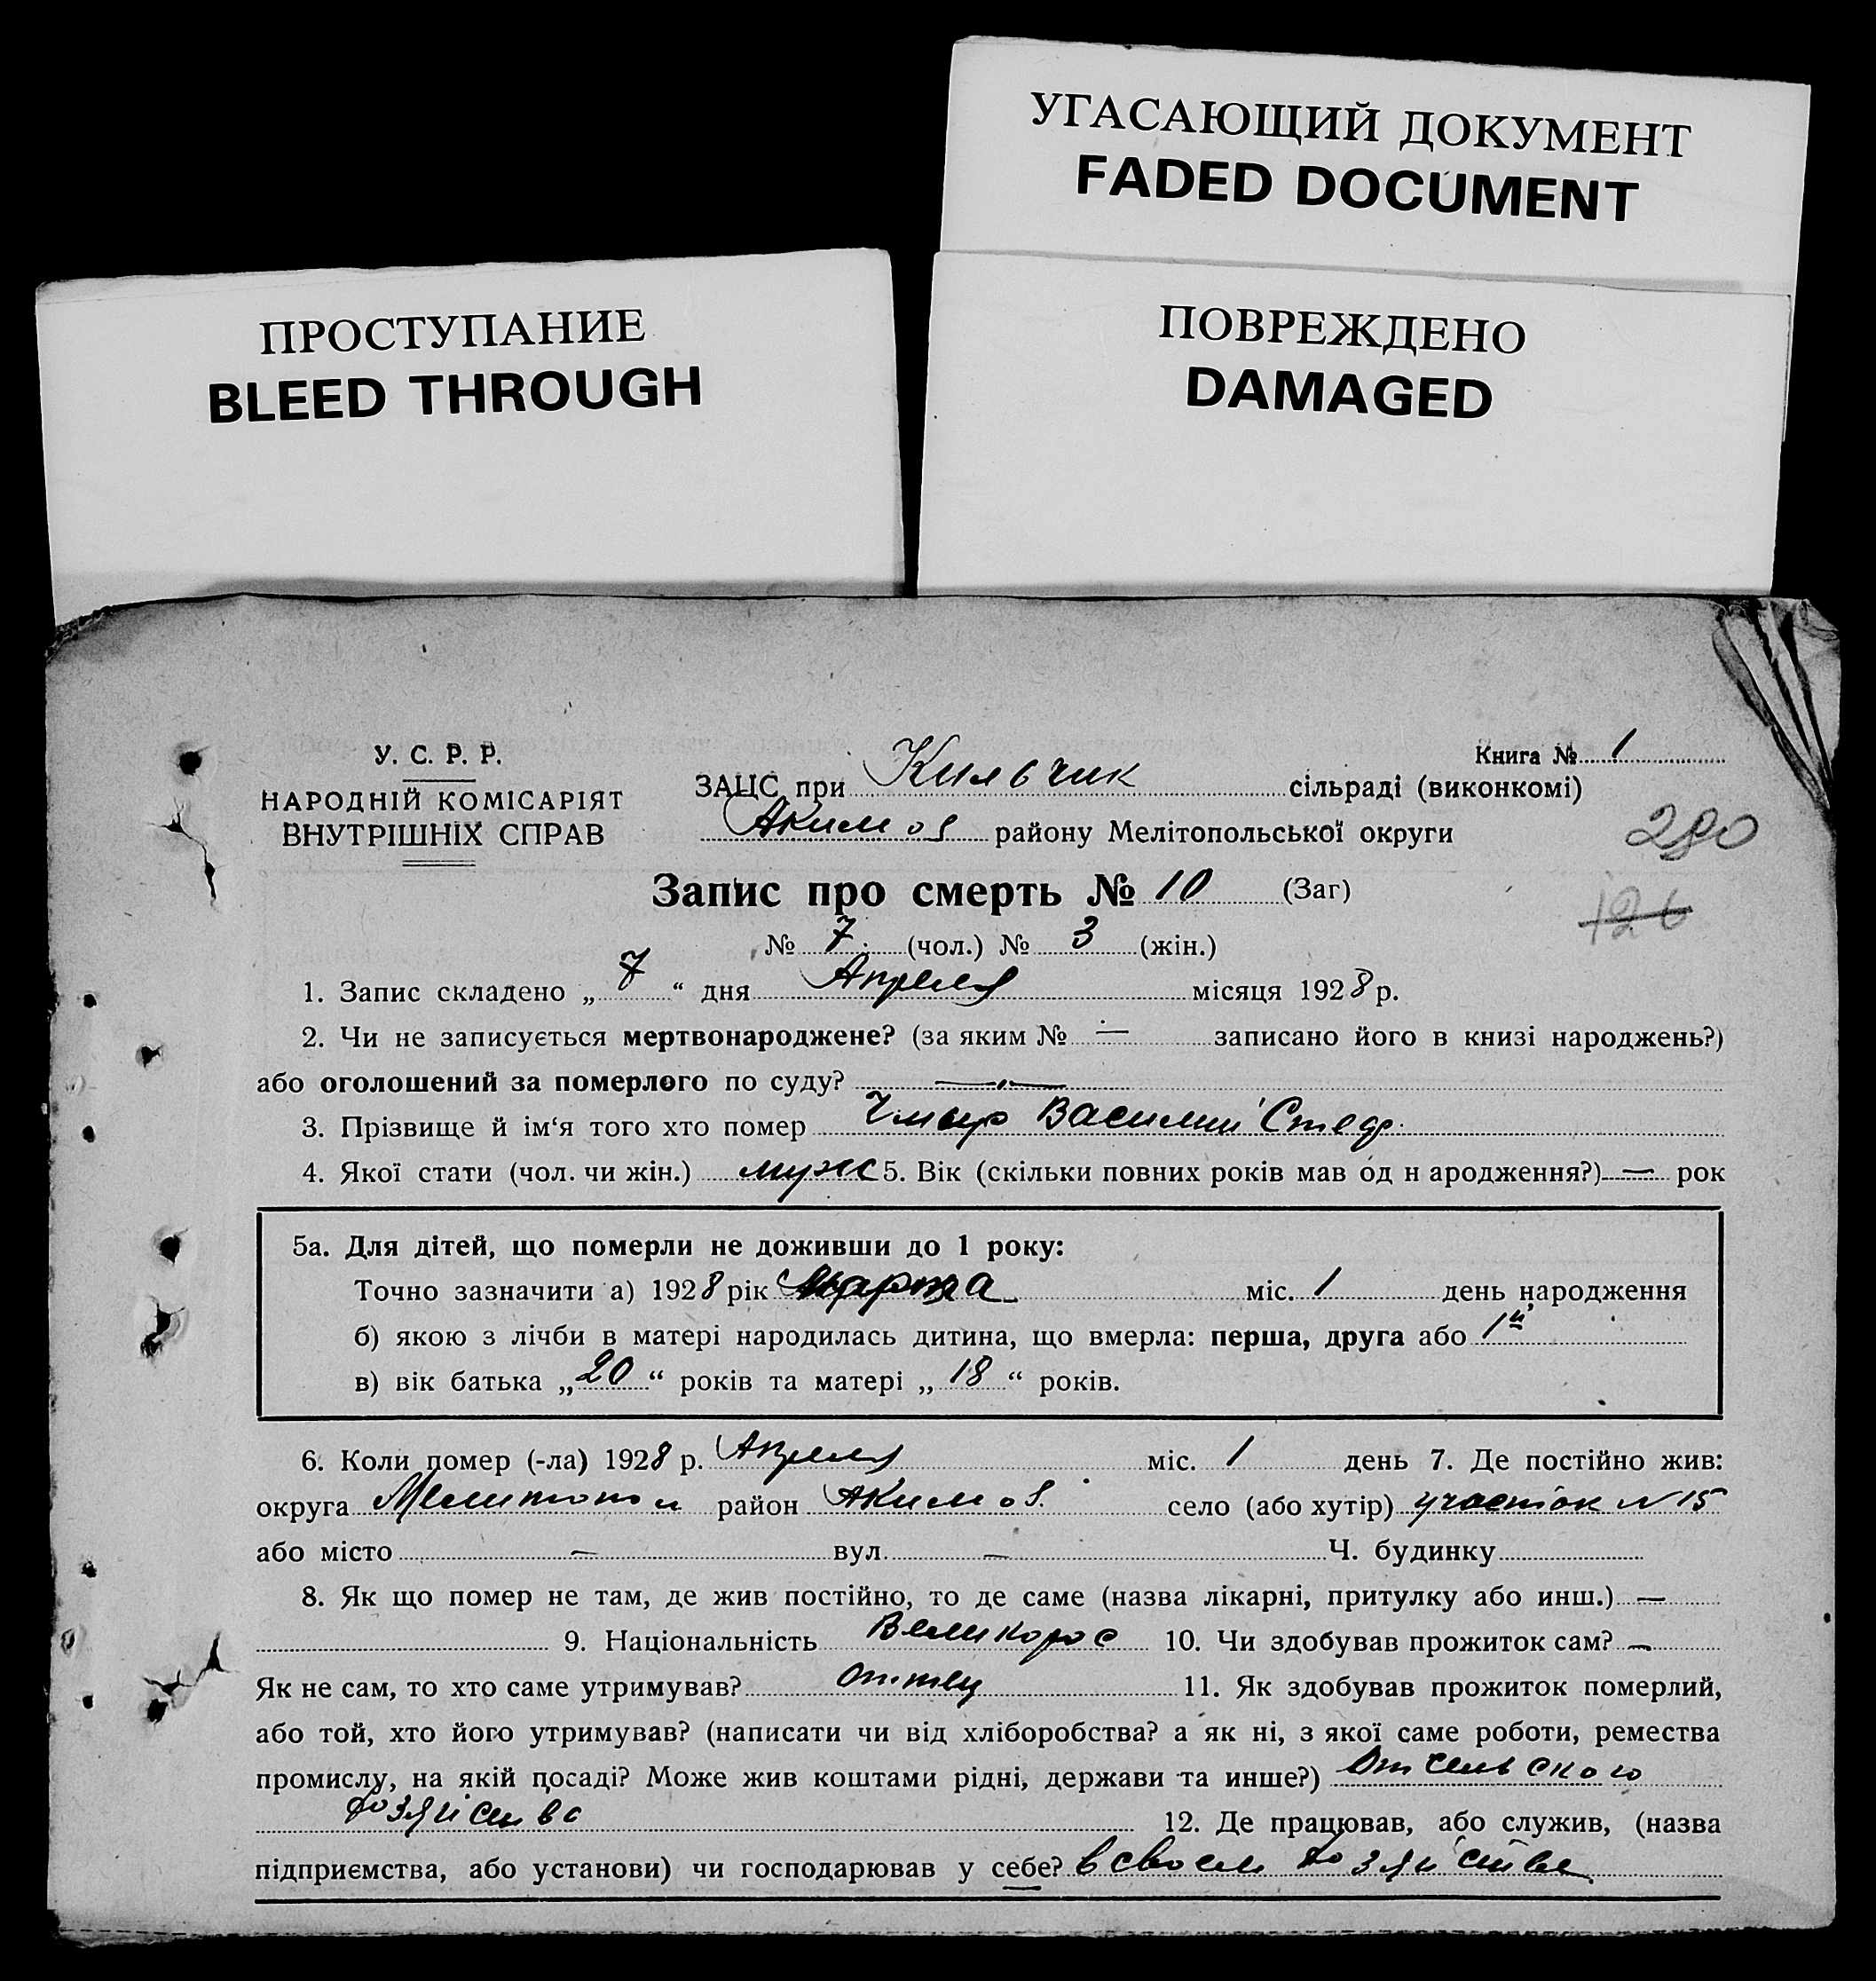 УГАСАЮЩИЙ ДОКУМЕНТ
FADED DOCUMENT
ПРОСТУПАНИЕ
BLEED THROUGH
ПОВРЕЖДЕНО
DAMAGED
У. С. Р. Р.
НАРОДНІЙ КОМІСАРІЯТ
ВНУТРІШНІХ СПРАВ
Книга № 1
ЗАЦС при Кильчик сільраді (виконкомі)
Акимов районy Мелітопольської округи
280
126
Запис про смерть № 10 (Заг)
№ 7 (чол.) № 3 (жін.)
1. Запис складено „ 7 “ дня Апреля місяця 1928 р.
2. Чи не записується мертвонароджене? (за яким № — записано його в книзі народжень?)
або оголошений за померлого по суду? —„—
3. Прізвище й ім‘я того хто помер Василий
4. Якої стати (чол. чи жін.) муж 5. Вік (скільки повних років мав од н ародження?) — рок
5а. Для дітей, що померли не доживши до 1 року:
Точно зазначити а) 1928 рік Марта міс. 1 день народження
б) якою з лічби в матері народилась дитина, що вмерла: перша, друга або 1й
в) вік батька „ 20 “ років та матері „ 18 “ років.
6. Коли помер (-ла) 1928 р. Апреля міс. 1 день 7. Де постійно жив:
округа Мелитопол район Акимов. село (або хутір) участок № 15
або місто — вул. — Ч. будинку
8. Як що помер не там, де жив постійно, то де саме (назва лікарні, притулку або инш.) —
9. Національність Великорос 10. Чи здобував прожиток сам? —
Як не сам, то хто саме утримував? 11. Як здобував прожиток померлий,
або той, хто його утримував? (написати чи від хліборобства? а як ні, з якої саме роботи, ремества
промислу, на якій посаді? Може жив коштами рідні, держави та инше?) От сельского
хозяйства
12. Де працював, або служив, (назва
підприємства, або установи) чи господарював у себе? в своем хозяйстве